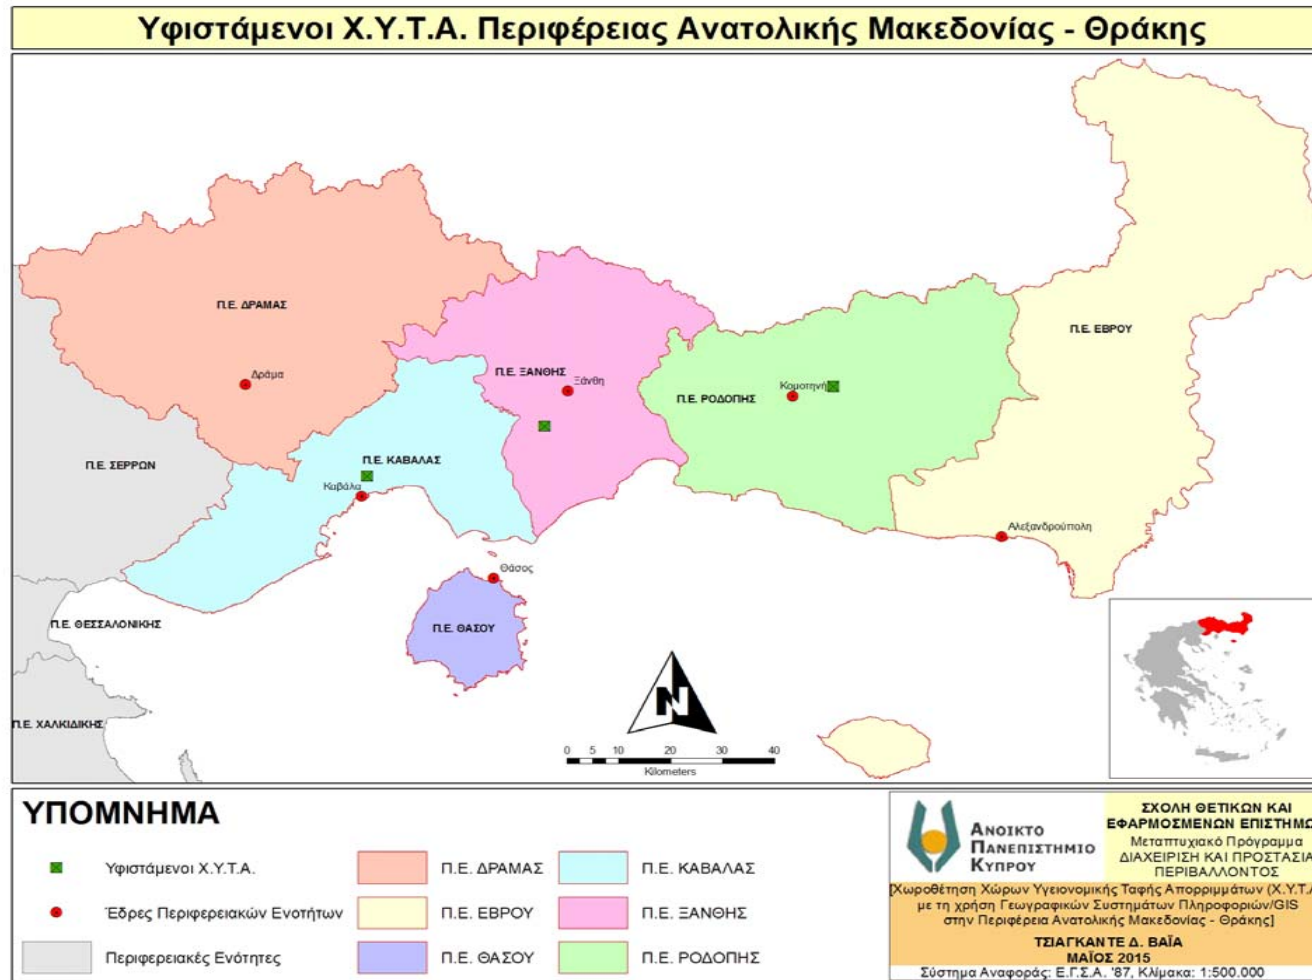 Υφιστάμενοι Χ.Υ.Τ.Α. Περιφέρειας Ανατολικής Μακεδονίας - Θράκης
Π.Ε. ΔΡΑΜΑΣ
Π.Ε. ΕΒΡΟΥ
Δράμα
Π.Ε. ΞΑΝΘΗΣ
Ξάνθη
Κομοτηνή
Π.Ε. ΡΟΔΟΠΗΣ
Π.Ε. ΣΕΡΡΩΝ
Π.Ε. ΚΑΒΑΛΑΣ
Καβάλα
Αλεξανδρούπολη
Θάσος
Π.Ε. ΘΕΣΣΑΛΟΝΙΚΗΣ
Π.Ε. ΘΑΣΟΥ
Π.Ε. ΧΑΛΚΙΔΙΚΗΣ
N
0 5 10 20 30 40
Kilometers
ΥΠΟΜΝΗΜΑ
Υφιστάμενοι Χ.Υ.Τ.Α.
Π.Ε. ΔΡΑΜΑΣ
Π.Ε. ΚΑΒΑΛΑΣ
Έδρες Περιφερειακών Ενοτήτων
Π.Ε. ΕΒΡΟΥ
Π.Ε. ΞΑΝΘΗΣ
Περιφερειακές Ενότητες
Π.Ε. ΘΑΣΟΥ
Π.Ε. ΡΟΔΟΠΗΣ
ΑΝΟΙΚΤΟ
ΠΑΝΕΠΙΣΤΗΜΙΟ
ΚΥΠΡΟΥ
ΣΧΟΛΗ ΘΕΤΙΚΩΝ ΚΑΙ
ΕΦΑΡΜΟΣΜΕΝΩΝ ΕΠΙΣΤΗΜΩ
Μεταπτυχιακό Πρόγραμμα
ΔΙΑΧΕΙΡΙΣΗ ΚΑΙ ΠΡΟΣΤΑΣΙΑ
ΠΕΡΙΒΑΛΛΟΝΤΟΣ
[Χωροθέτηση Χώρων Υγειονομικής Ταφής Απορριμμάτων (Χ.Υ.Τ.Α
με τη χρήση Γεωγραφικών Συστημάτων Πληροφοριών/GIS
στην Περιφέρεια Ανατολικής Μακεδονίας - Θράκης]
ΤΣΙΑΓΚΑΝΤΕ Δ. ΒΑΪΑ
ΜΑΪΟΣ 2015
Σύστημα Αναφοράς: Ε.Γ.Σ.Α. '87, Κλίμακα: 1:500.000